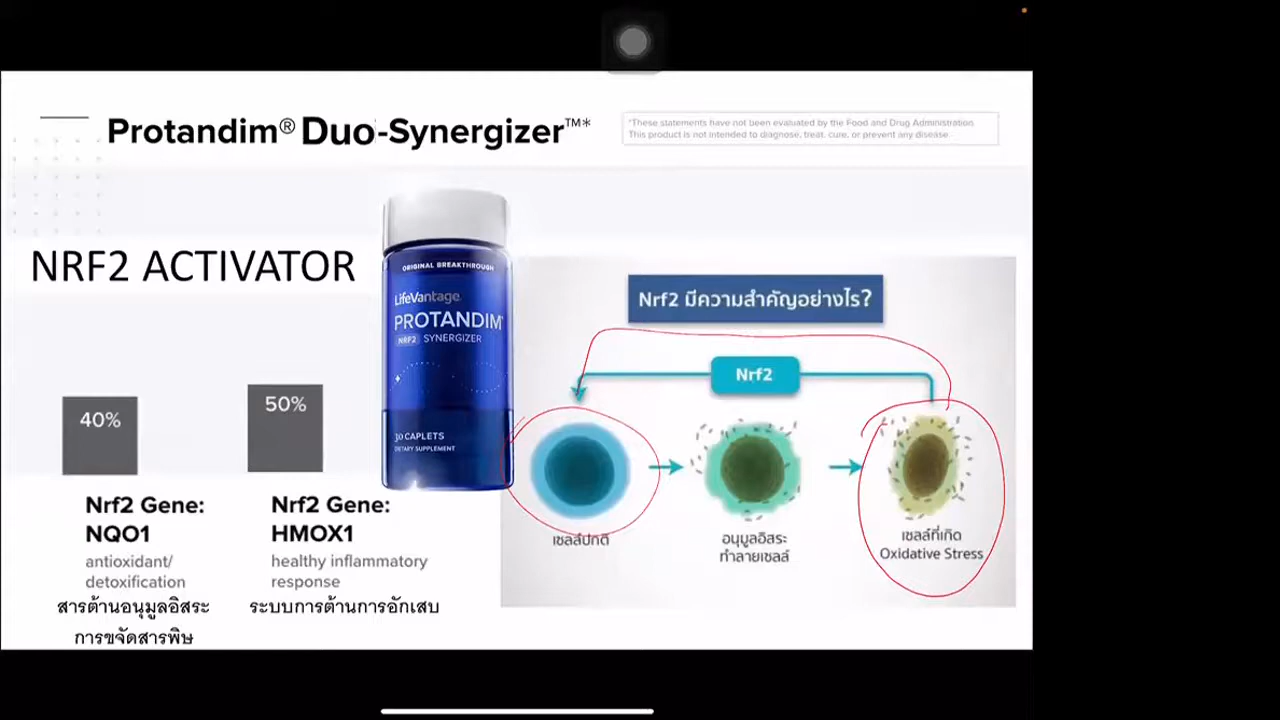 Protandim® Duo-Synergizer™*
*These statements have not been evaluated by the Food and Drug Administration.
This product is not intended to diagnose, treat, cure, or prevent any disease.
NRF2 ACTIVATOR
ORIGINAL BREAKTHROUGH
LifeVantage
PROTANDIM
NRF2 SYNERGIZER
30 CAPLETS
DIETARY SUPPLEMENT
Nrf2 มีความสำคัญอย่างไร?
Nrf2
เซลล์ปกติ
อนุมูลอิสระ
ทำลายเซลล์
เซลล์ที่เกิด
Oxidative Stress
40%
Nrf2 Gene:
NQO1
antioxidant/
detoxification
สารต้านอนุมูลอิสระ
การขจัดสารพิษ
50%
Nrf2 Gene:
HMOX1
healthy inflammatory
response
ระบบการต้านการอักเสบ